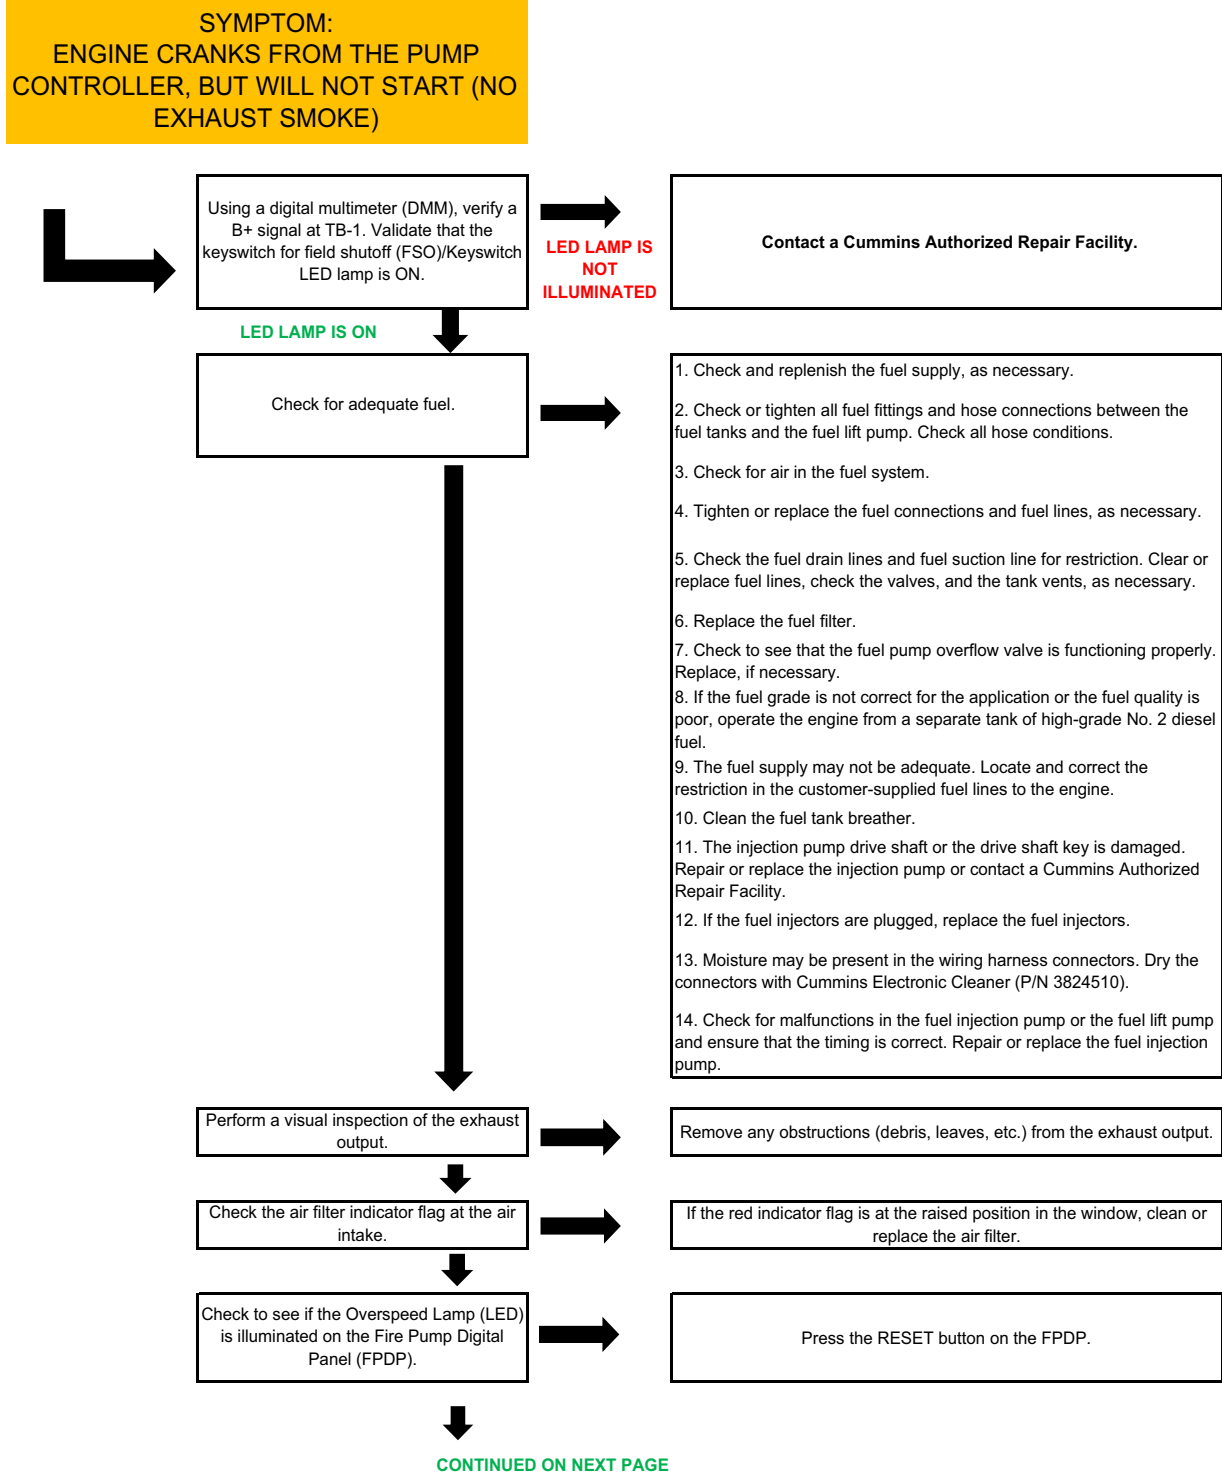 SYMPTOM:
ENGINE CRANKS FROM THE PUMP
CONTROLLER, BUT WILL NOT START (NO
EXHAUST SMOKE)
Using a digital multimeter (DMM), verify a
B+ signal at TB-1. Validate that the
keyswitch for field shutoff (FSO)/Keyswitch
LED lamp is ON.
LED LAMP IS
NOT
ILLUMINATED
Contact a Cummins Authorized Repair Facility.
LED LAMP IS ON
Check for adequate fuel.
1. Check and replenish the fuel supply, as necessary.
2. Check or tighten all fuel fittings and hose connections between the
fuel tanks and the fuel lift pump. Check all hose conditions.
3. Check for air in the fuel system.
4. Tighten or replace the fuel connections and fuel lines, as necessary.
5. Check the fuel drain lines and fuel suction line for restriction. Clear or
replace fuel lines, check the valves, and the tank vents, as necessary.
6. Replace the fuel filter.
7. Check to see that the fuel pump overflow valve is functioning properly.
Replace, if necessary.
8. If the fuel grade is not correct for the application or the fuel quality is
poor, operate the engine from a separate tank of high-grade No. 2 diesel
fuel.
9. The fuel supply may not be adequate. Locate and correct the
restriction in the customer-supplied fuel lines to the engine.
10. Clean the fuel tank breather.
11. The injection pump drive shaft or the drive shaft key is damaged.
Repair or replace the injection pump or contact a Cummins Authorized
Repair Facility.
12. If the fuel injectors are plugged, replace the fuel injectors.
13. Moisture may be present in the wiring harness connectors. Dry the
connectors with Cummins Electronic Cleaner (P/N 3824510).
14. Check for malfunctions in the fuel injection pump or the fuel lift pump
and ensure that the timing is correct. Repair or replace the fuel injection
pump.
Perform a visual inspection of the exhaust
output.
Remove any obstructions (debris, leaves, etc.) from the exhaust output.
Check the air filter indicator flag at the air
intake.
If the red indicator flag is at the raised position in the window, clean or
replace the air filter.
Check to see if the Overspeed Lamp (LED)
is illuminated on the Fire Pump Digital
Panel (FPDP).
Press the RESET button on the FPDP.
CONTINUED ON NEXT PAGE